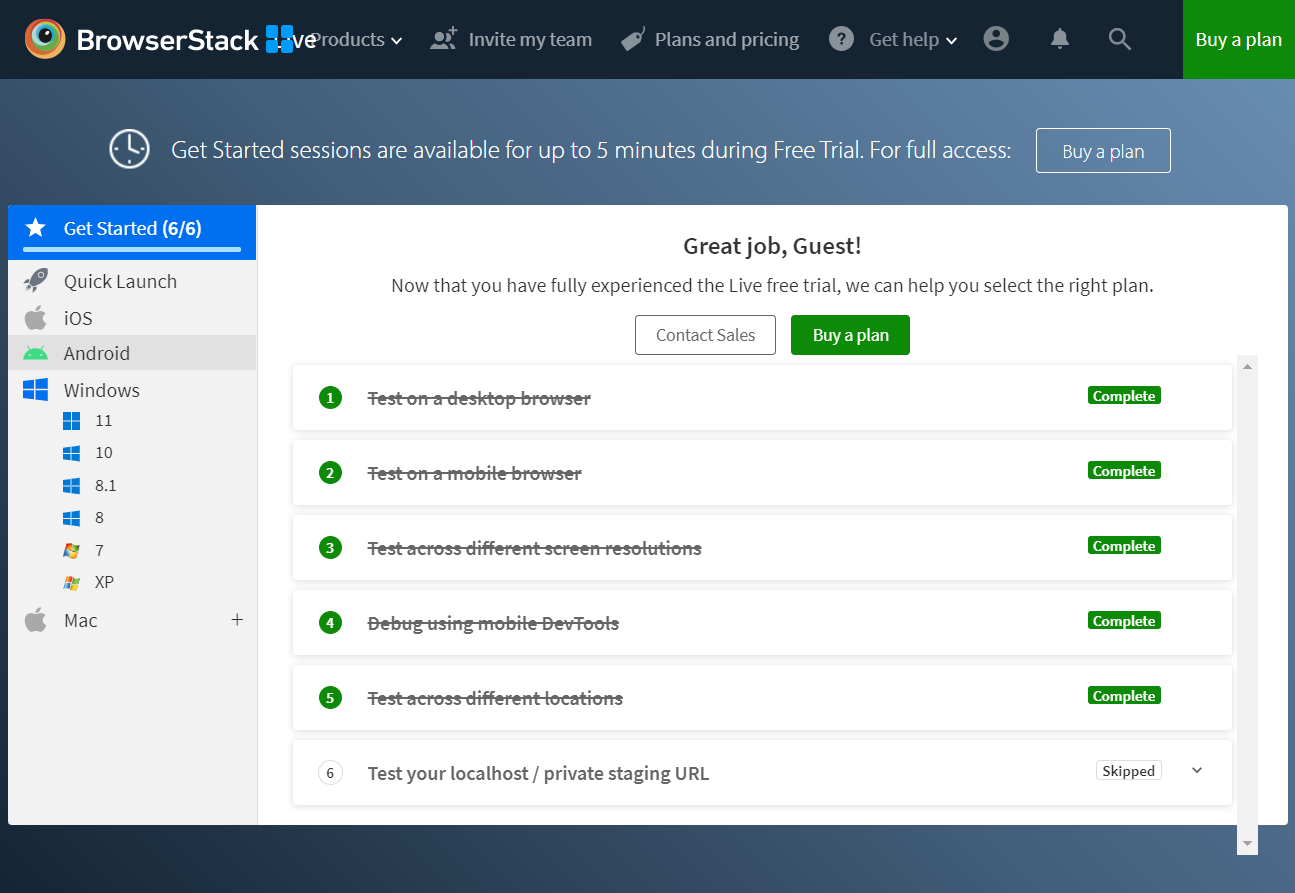 BrowserStack Live
Products
Invite my team
Plans and pricing
? Get help
Buy a plan
Get Started sessions are available for up to 5 minutes during Free Trial. For full access:
Buy a plan
Get Started (6/6)
Quick Launch
iOS
Android
Windows
11
10
8.1
8
7
XP
Mac +
Great job, Guest!
Now that you have fully experienced the Live free trial, we can help you select the right plan.
Contact Sales
Buy a plan
1 Test on a desktop browser Complete
2 Test on a mobile browser Complete
3 Test across different screen resolutions Complete
4 Debug using mobile DevTools Complete
5 Test across different locations Complete
6 Test your localhost / private staging URL Skipped